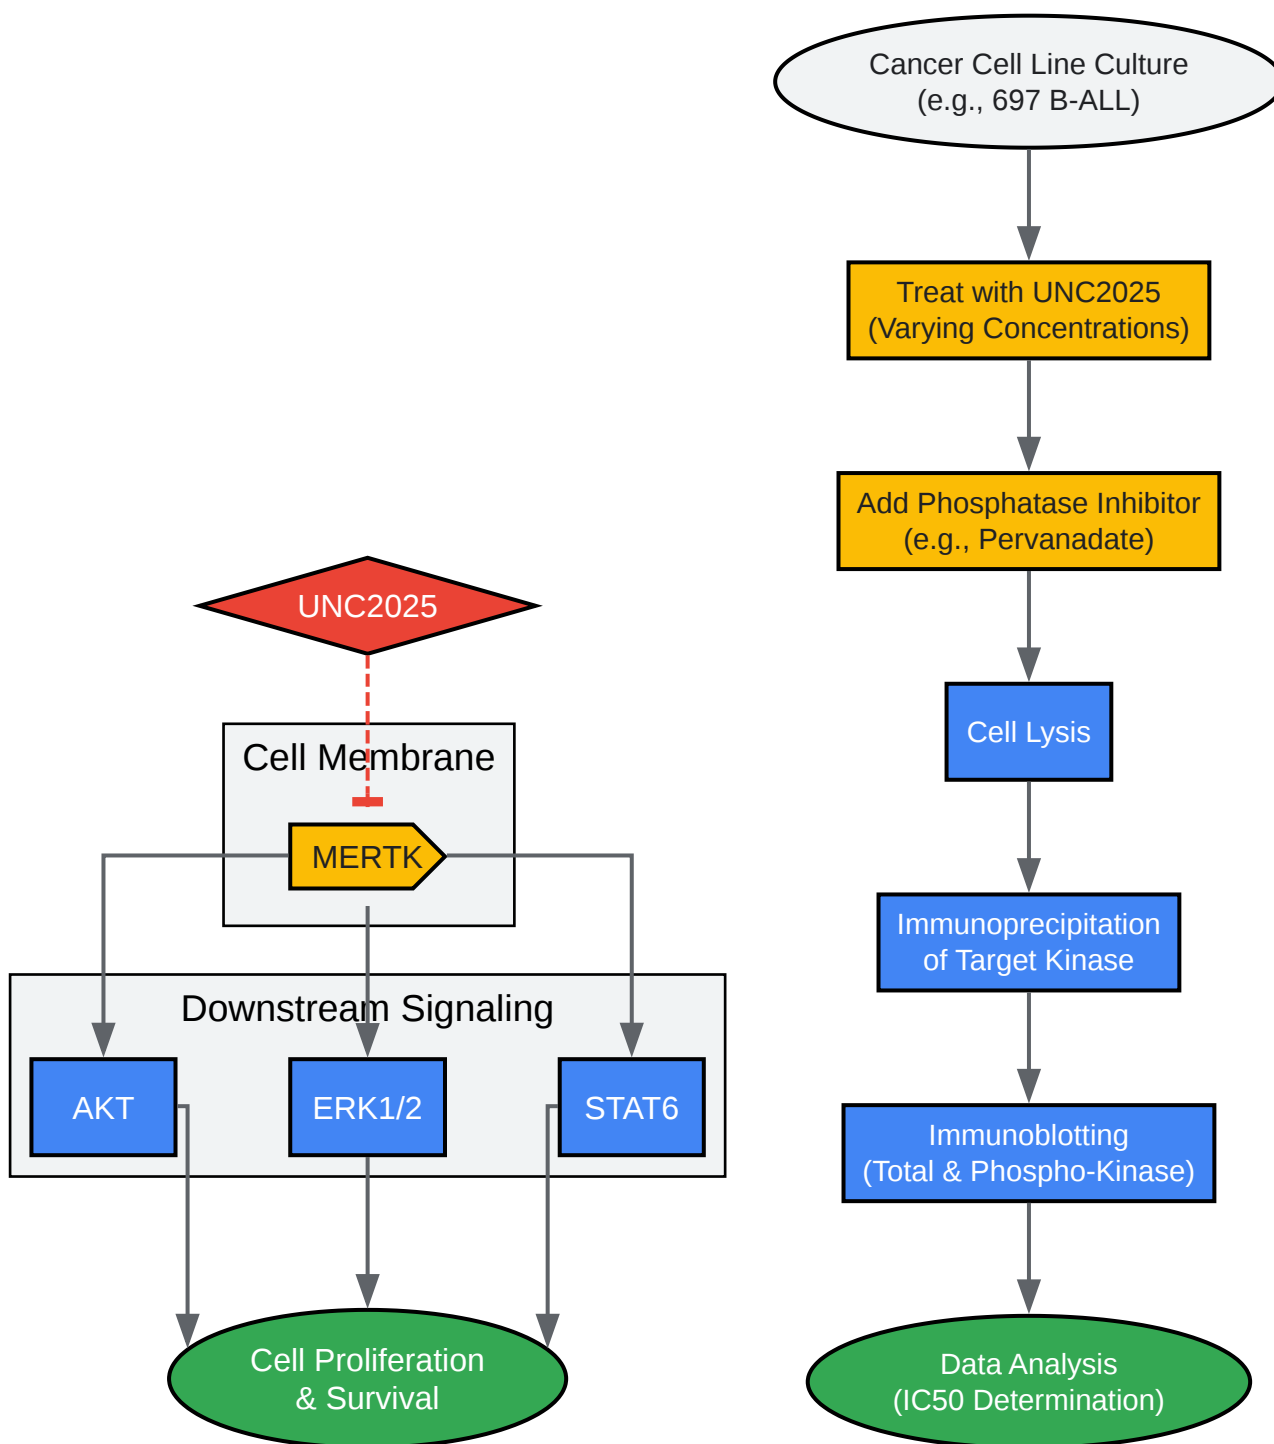 UNC2025
Cell Membrane
MERTK
Downstream Signaling
AKT
ERK1/2
STAT6
Cell Proliferation
& Survival
Cancer Cell Line Culture
(e.g., 697 B-ALL)
Treat with UNC2025
(Varying Concentrations)
Add Phosphatase Inhibitor
(e.g., Pervanadate)
Cell Lysis
Immunoprecipitation
of Target Kinase
Immunoblotting
(Total & Phospho-Kinase)
Data Analysis
(IC50 Determination)